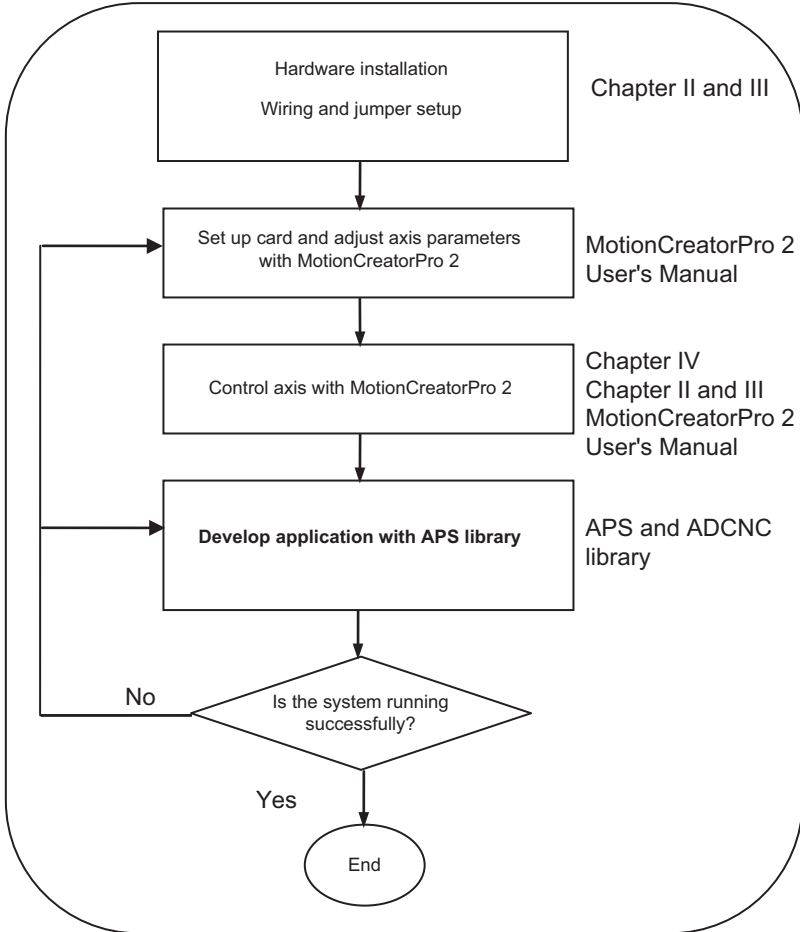 Hardware installation
Wiring and jumper setup
Chapter II and III
Set up card and adjust axis parameters
with MotionCreatorPro 2
MotionCreatorPro 2
User's Manual
Control axis with MotionCreatorPro 2
Chapter IV
Chapter II and III
MotionCreatorPro 2
User's Manual
Develop application with APS library
APS and ADCNC
library
Is the system running
successfully?
No
Yes
End